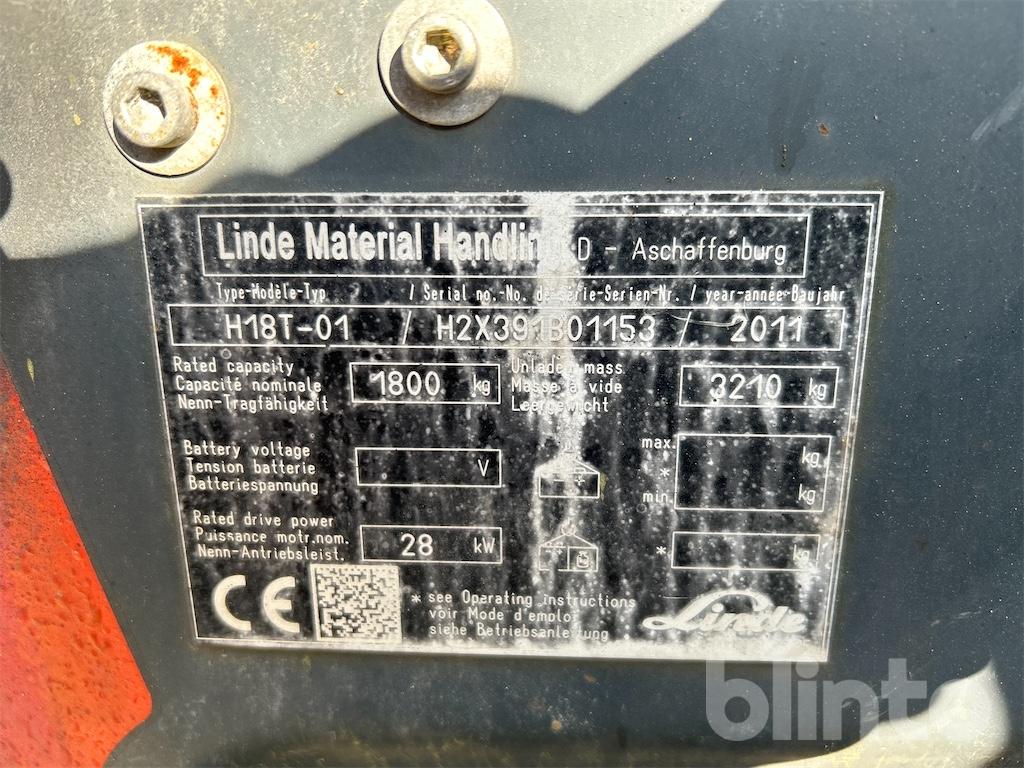 Linde Material Handling D - Aschaffenburg
Type-Modèle-Typ / Serial no.-No. de série-Serien-Nr. / year-année-Baujahr
H18T-01 / H2X391B01153 / 2011
Rated capacity
Capacité nominale
Nenn-Tragfähigkeit
1800 kg
Unladen mass
Masse à vide
Leergewicht
3210 kg
Battery voltage
Tension batterie
Batteriespannung
V
max. kg
*
min. kg
Rated drive power
Puissance motr.nom.
Nenn-Antriebsleist.
28 kW
* kg
CE
* see Operating instructions
voir Mode d'emploi
siehe Betriebsanleitung
Linde
blinto